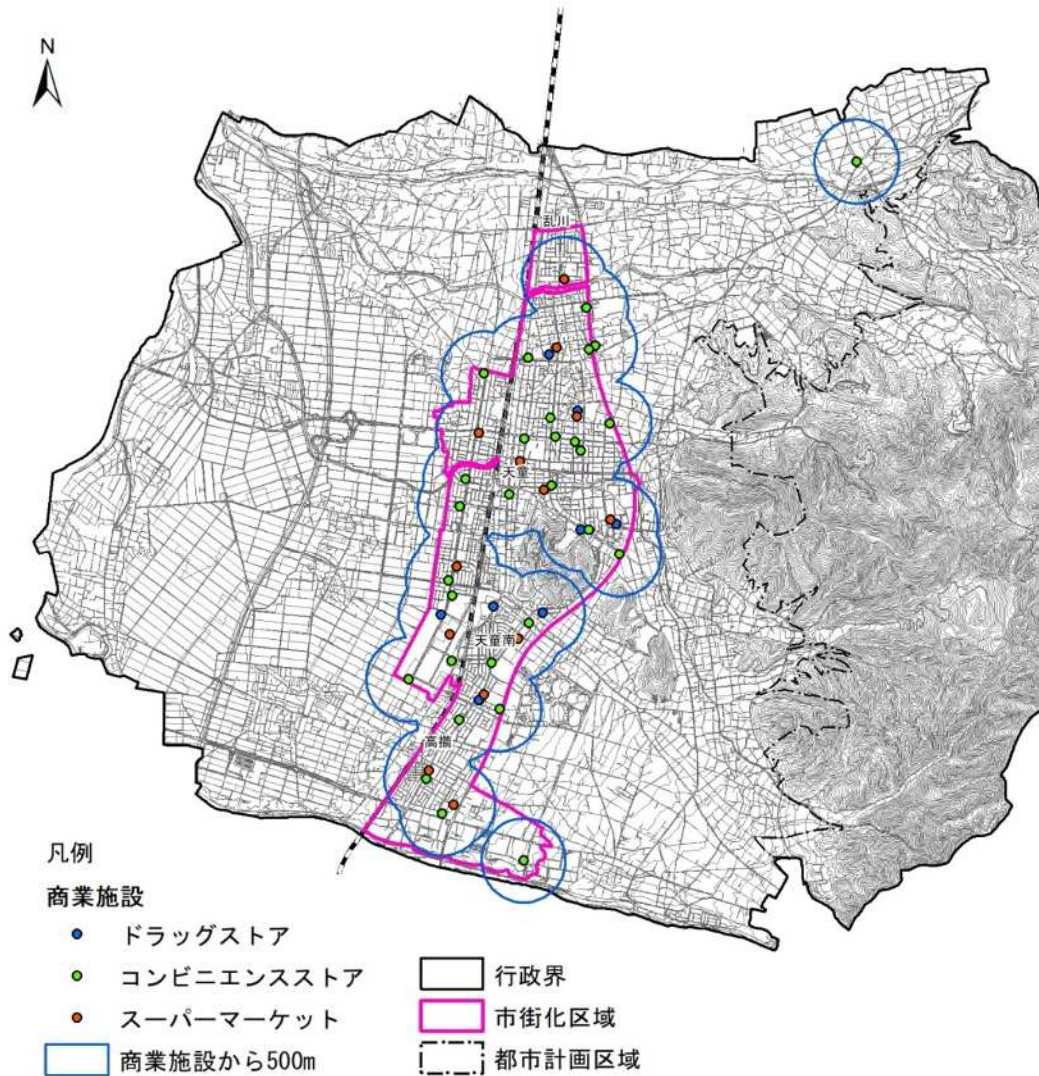 N
乱川
天童
天童南
高擶
凡例
商業施設
ドラッグストア
コンビニエンスストア
スーパーマーケット
商業施設から500m
行政界
市街化区域
都市計画区域